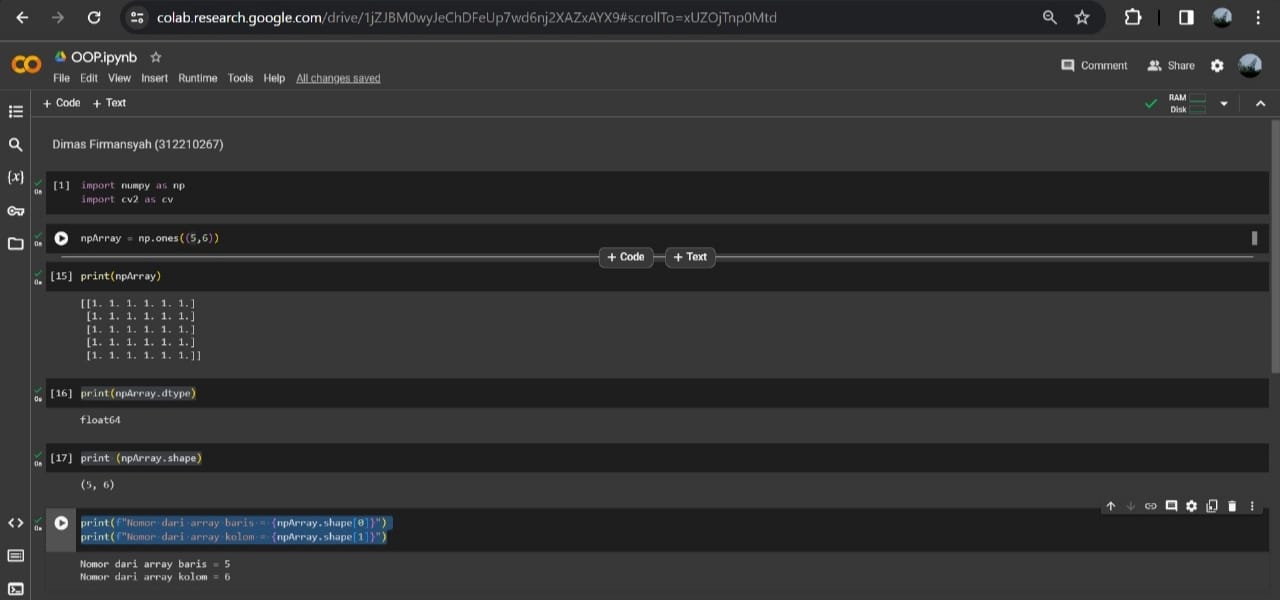 colab.research.google.com/drive/1jZJBM0wyJeChDFeUp7wd6nj2XAZxAYX9#scrollTo=xUZOjTnp0Mtd
OOP.ipynb
File Edit View Insert Runtime Tools Help All changes saved
Comment Share
+ Code + Text
RAM
Disk
Dimas Firmansyah (312210267)
[1] import numpy as np
import cv2 as cv
0s
npArray = np.ones((5,6))
0s
+ Code + Text
[15] print(npArray)
0s
[[1. 1. 1. 1. 1. 1.]
[1. 1. 1. 1. 1. 1.]
[1. 1. 1. 1. 1. 1.]
[1. 1. 1. 1. 1. 1.]
[1. 1. 1. 1. 1. 1.]]
[16] print(npArray.dtype)
0s
float64
[17] print (npArray.shape)
0s
(5, 6)
print(f"Nomor dari array baris = {npArray.shape[0]}")
0s
print(f"Nomor dari array kolom = {npArray.shape[1]}")
Nomor dari array baris = 5
Nomor dari array kolom = 6